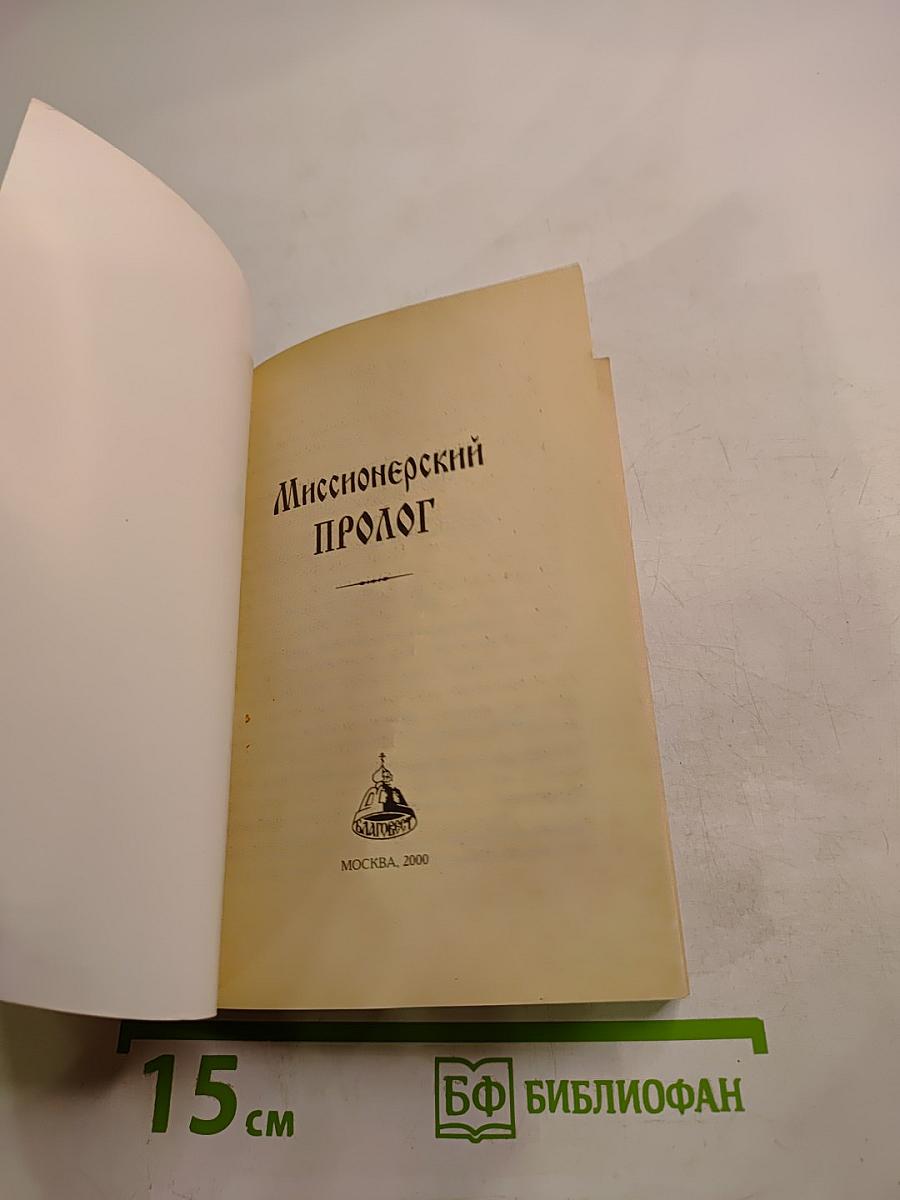 Миссионерский
ПРОЛОГ
БЛАГОВЕСТ
МОСКВА, 2000
15 см
БФ БИБЛИОФАН